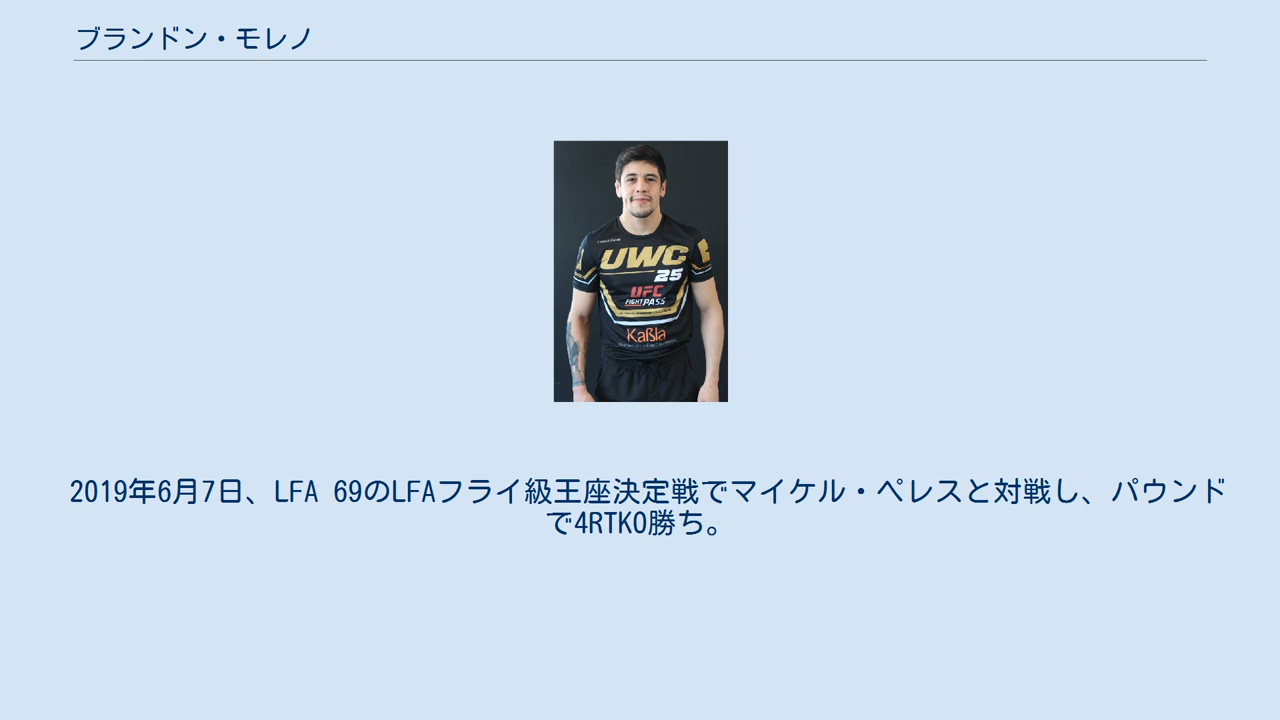 ブランドン・モレノ
UWC
25
UFC
FIGHT PASS
Kaßla
2019年6月7日、LFA 69のLFAフライ級王座決定戦でマイケル・ペレスと対戦し、パウンド
で4RTKO勝ち。